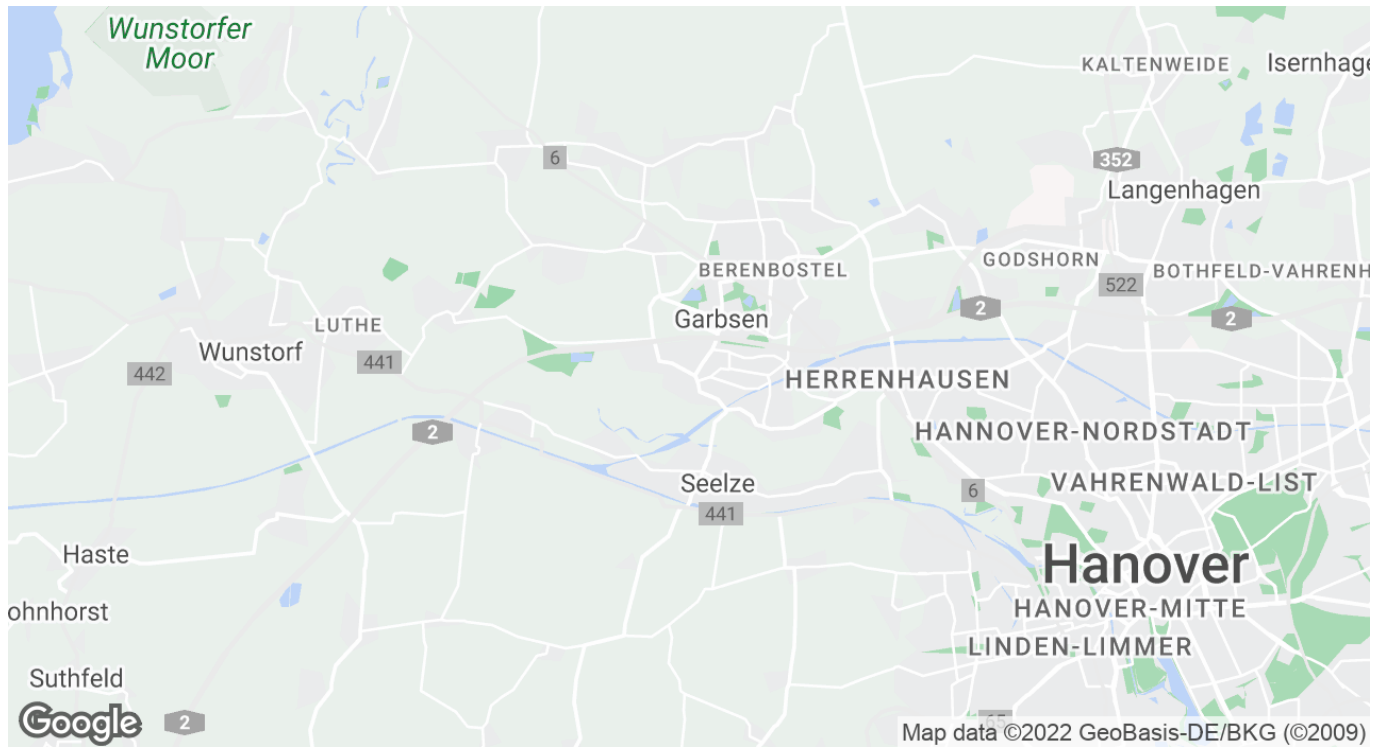 Wunstorfer
Moor
KALTENWEIDE
Isernhage
6
352
Langenhagen
BERENBOSTEL
GODSHORN
BOTHFELD-VAHRENH
522
2
2
Garbsen
LUTHE
Wunstorf
441
442
HERRENHAUSEN
2
HANNOVER-NORDSTADT
Seelze
VAHRENWALD-LIST
6
441
Haste
Hanover
ohnhorst
HANOVER-MITTE
LINDEN-LIMMER
Suthfeld
Google
2
65
Map data ©2022 GeoBasis-DE/BKG (©2009)